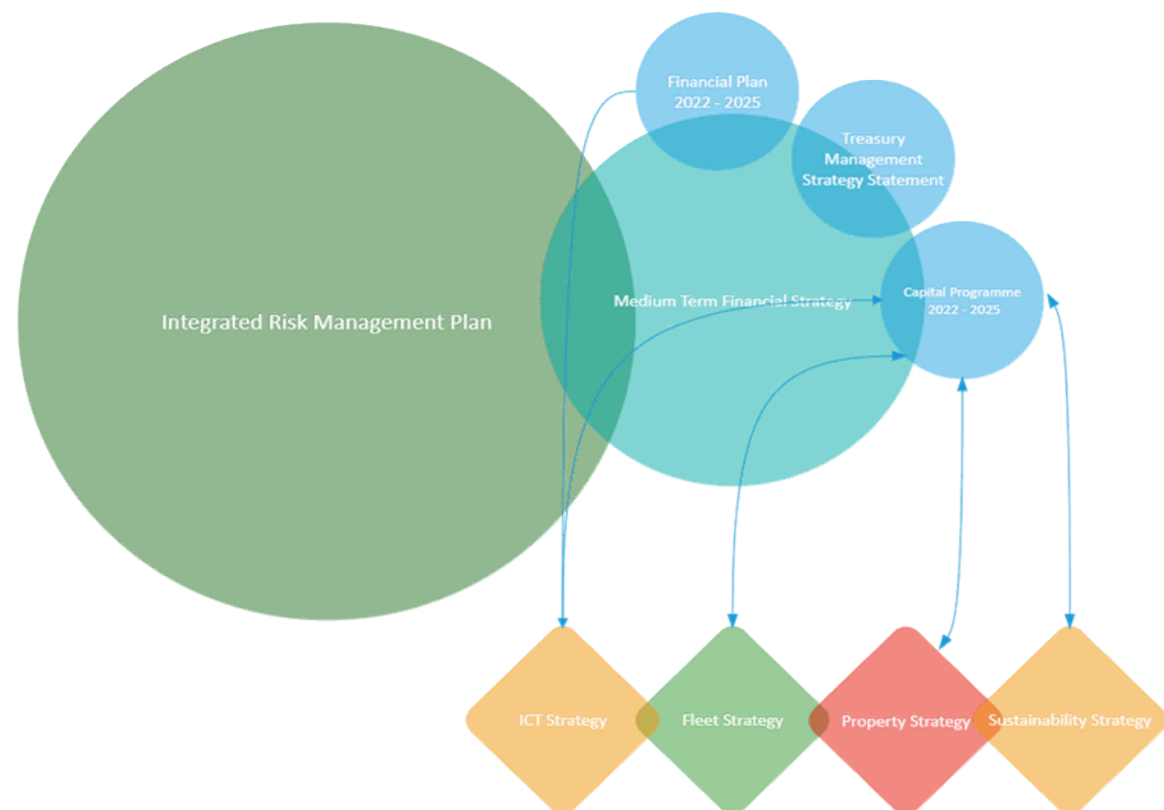 Financial Plan
2022 - 2025
Treasury
Management
Strategy Statement
Integrated Risk Management Plan
Medium Term Financial Strategy
Capital Programme
2022 - 2025
ICT Strategy
Fleet Strategy
Property Strategy
Sustainability Strategy